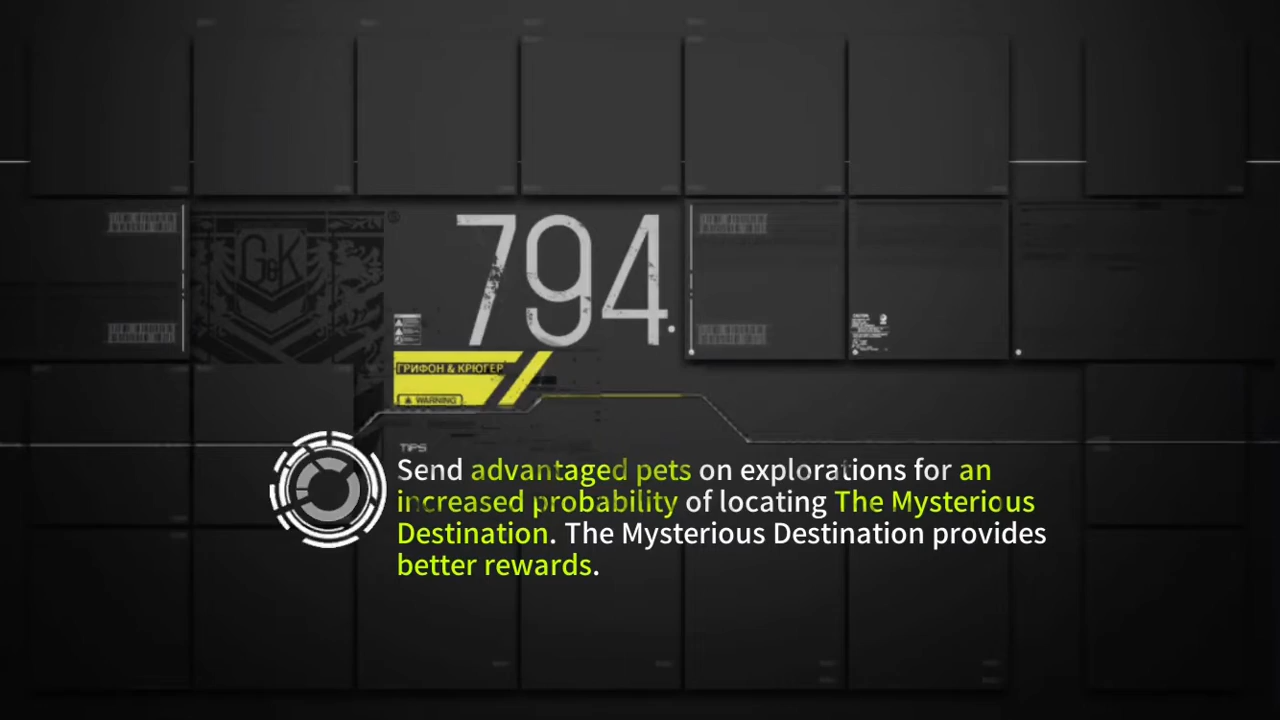 G&K
794.
ГРИФОН & КРЮГЕР
WARNING
TIPS
Send advantaged pets on explorations for an
increased probability of locating The Mysterious
Destination. The Mysterious Destination provides
better rewards.